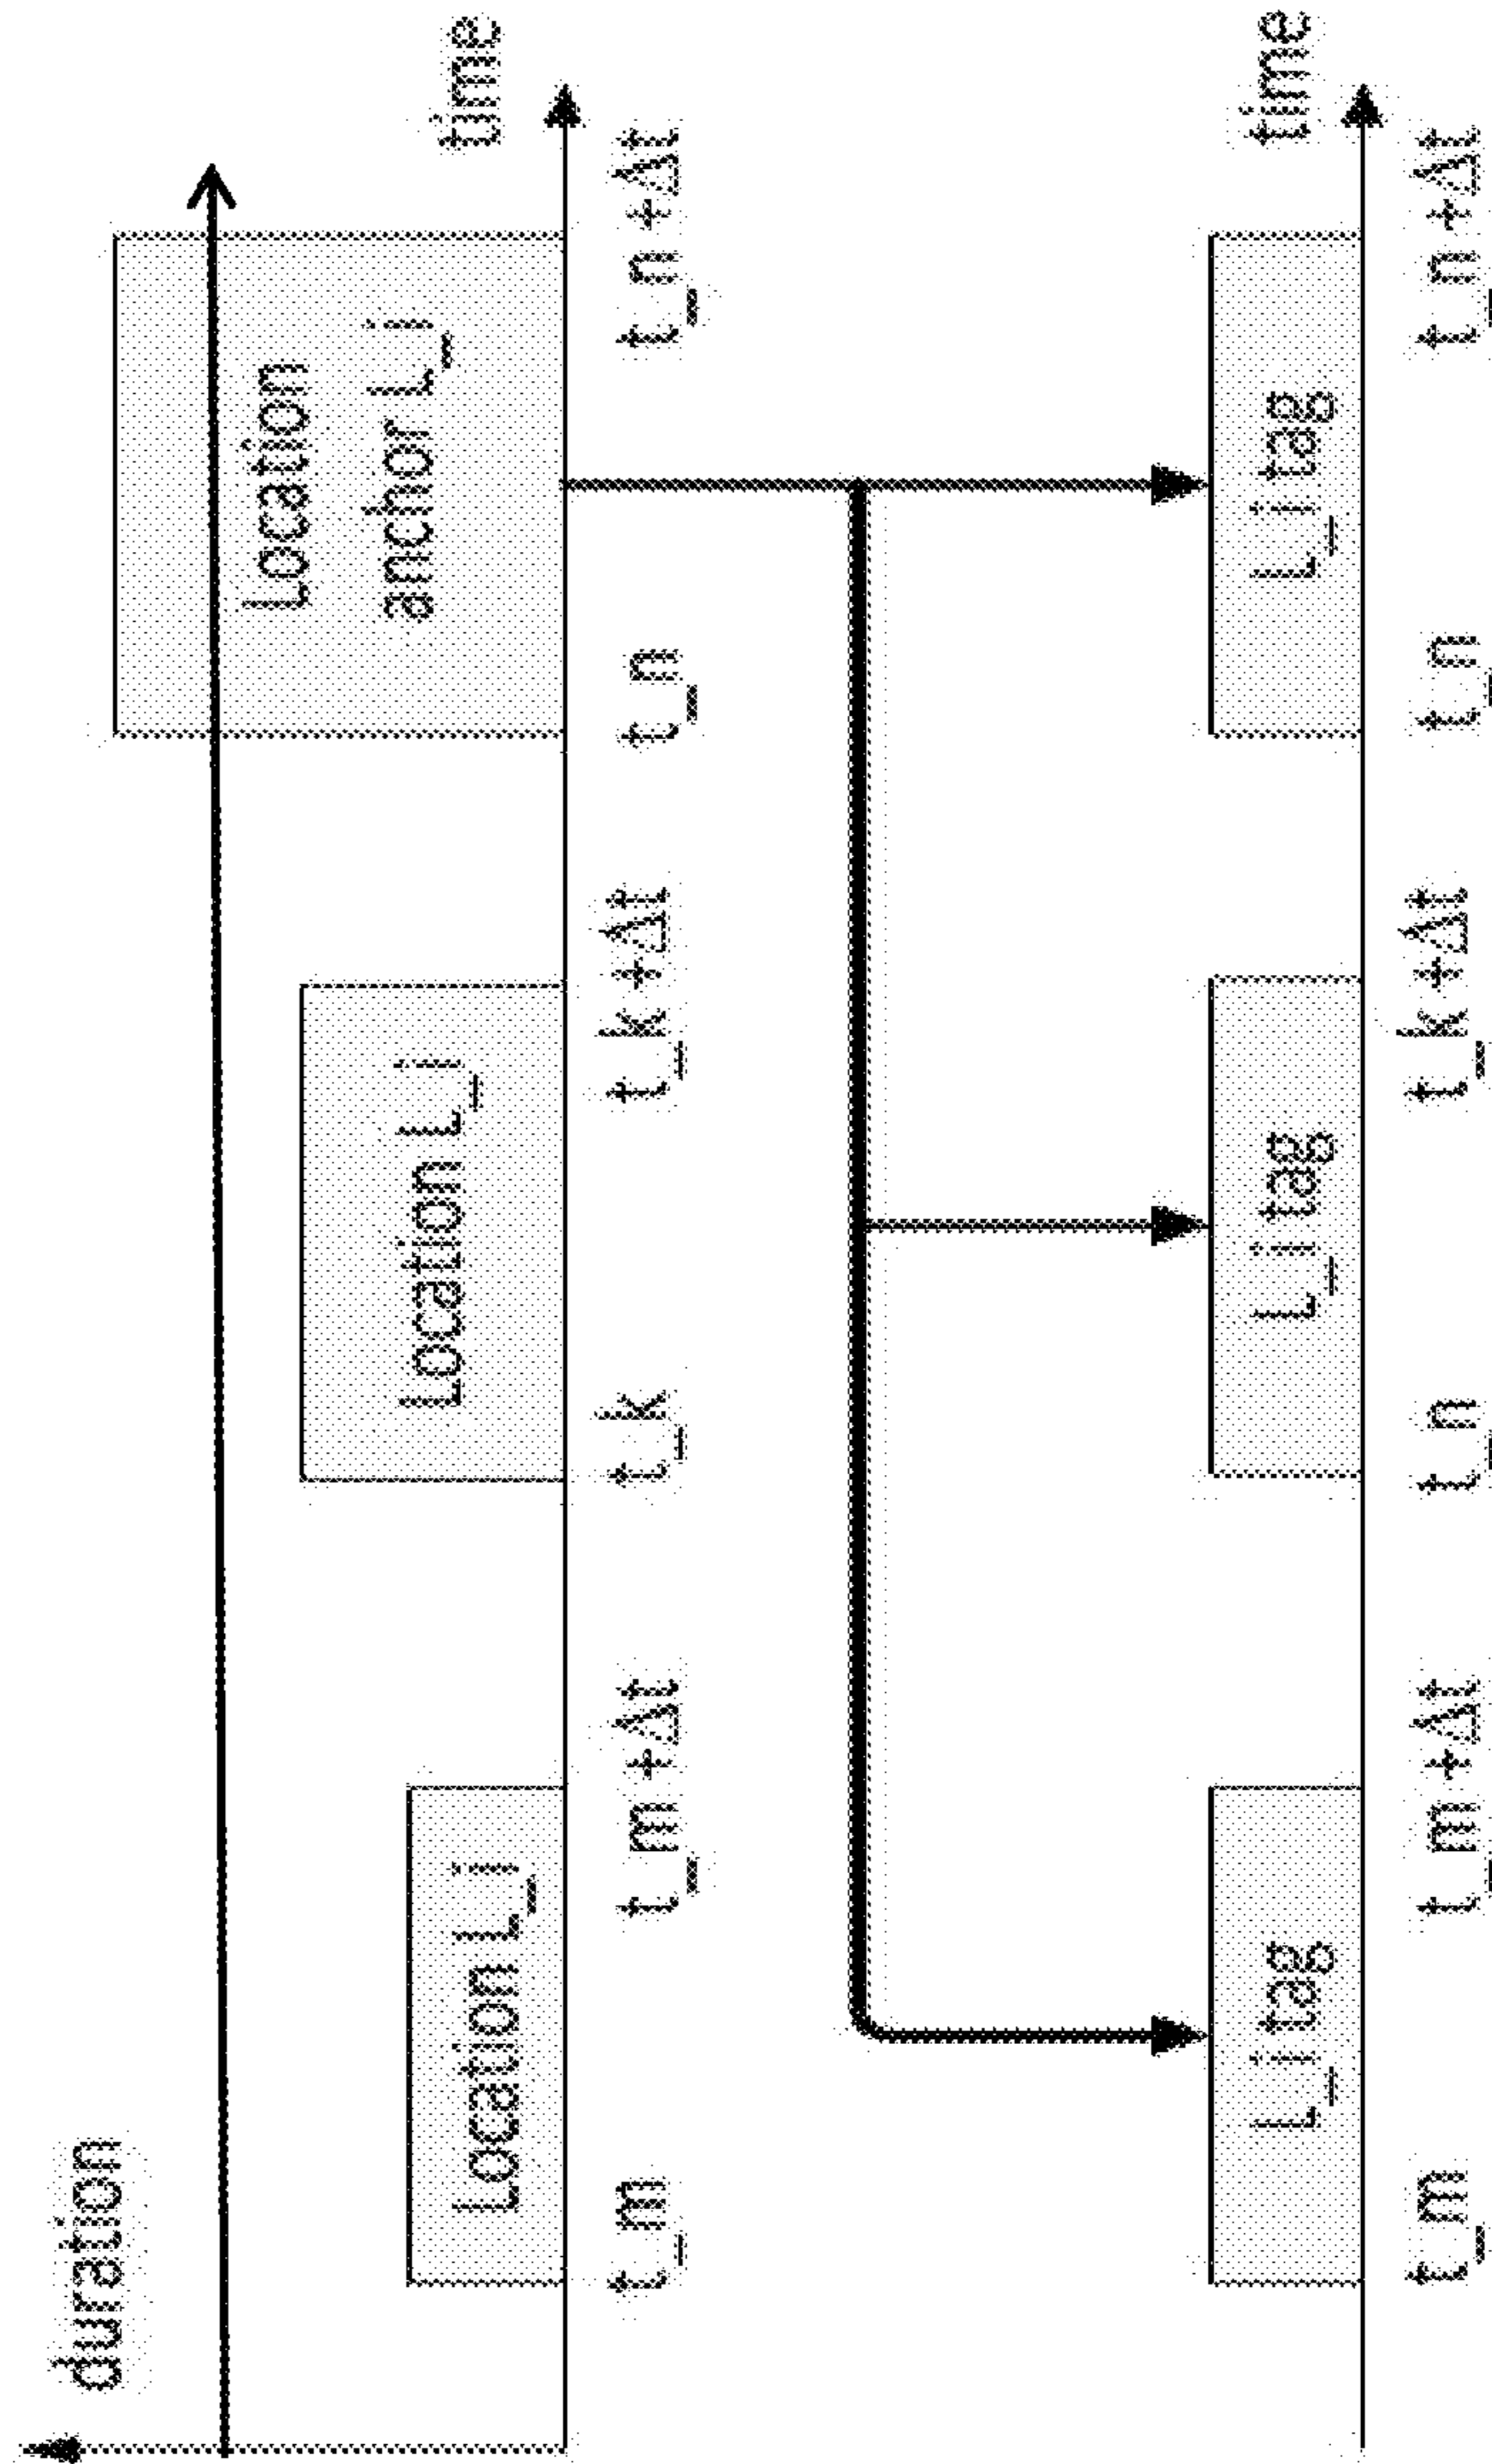 duration
Location
anchor L_i
Location L_i
Location L_i
time
t_m
t_m +Δt
t_k
t_k +Δt
t_n
t_n +Δt
L_i tag
L_i tag
L_i tag
time
t_m
t_m +Δt
t_n
t_k +Δt
t_n
t_n +Δt